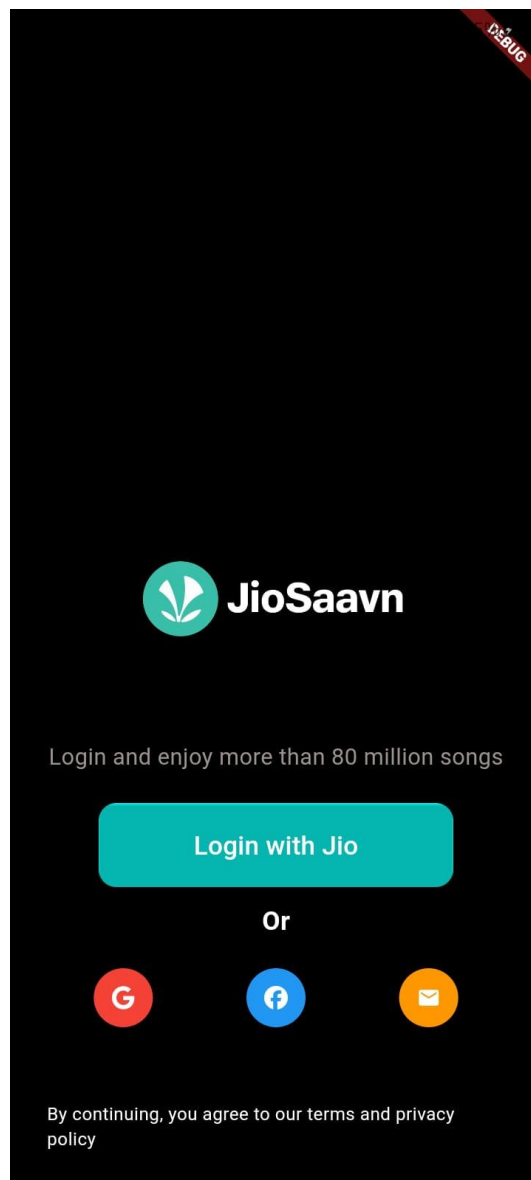 DEBUG
JioSaavn
Login and enjoy more than 80 million songs
Login with Jio
Or
G
By continuing, you agree to our terms and privacy
policy